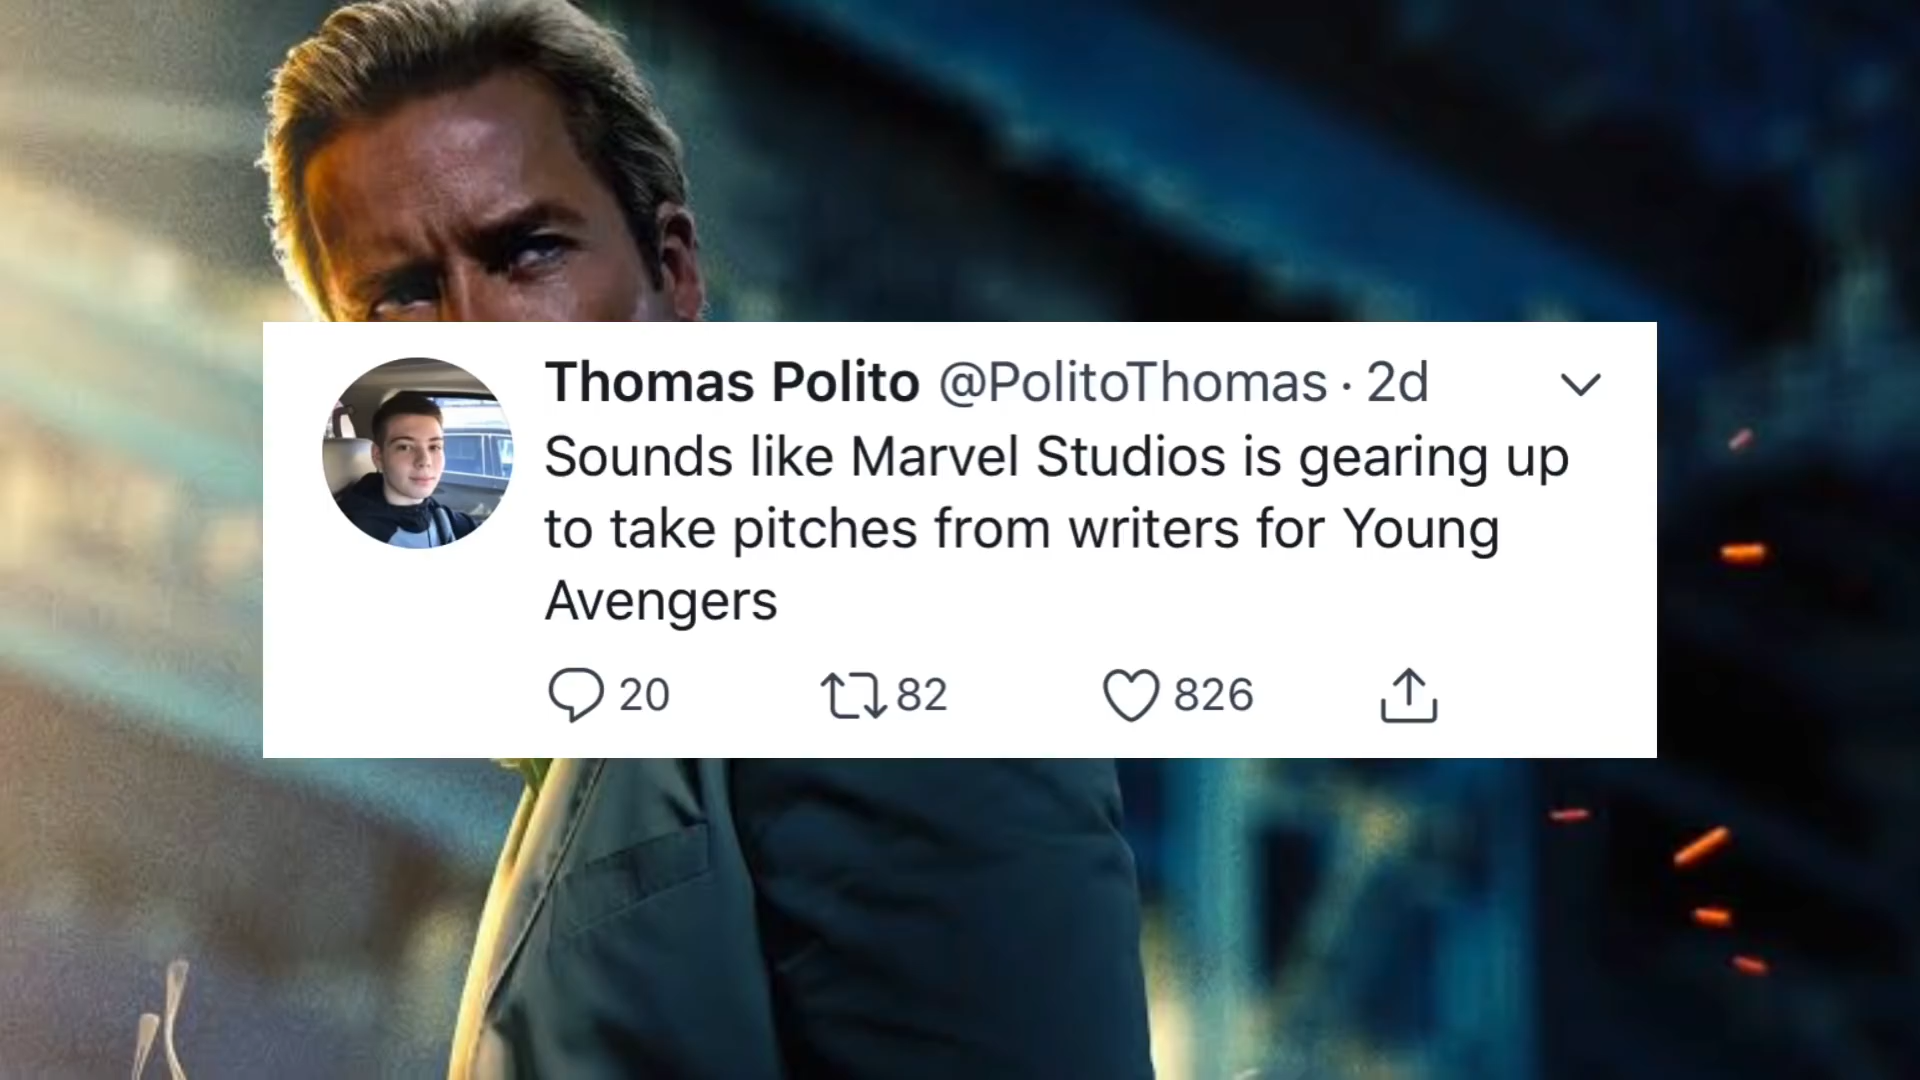 Thomas Polito @PolitoThomas · 2d
Sounds like Marvel Studios is gearing up
to take pitches from writers for Young
Avengers
20 82 826